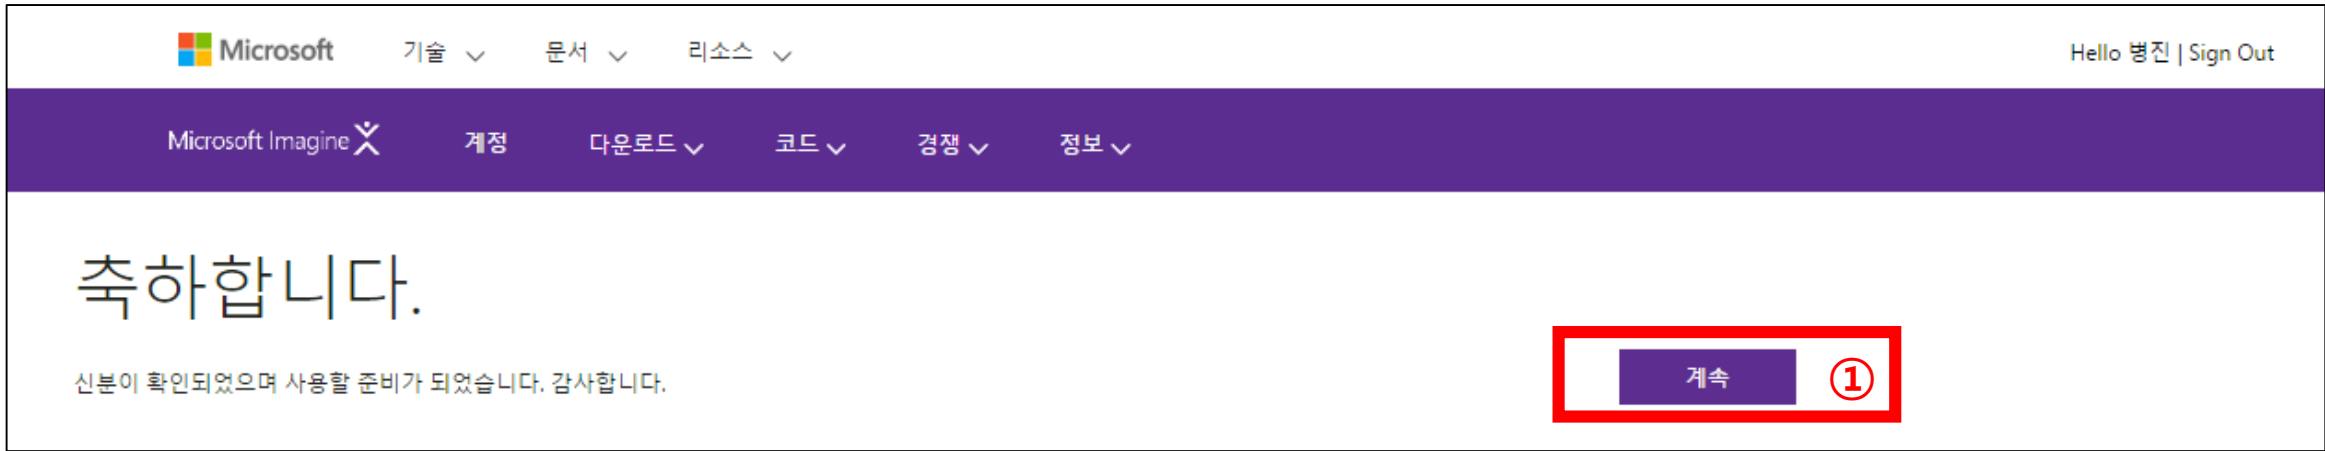 Microsoft 기술 문서 리소스 Hello 병진 | Sign Out
Microsoft Imagine 계정 다운로드 코드 경쟁 정보
축하합니다.
신분이 확인되었으며 사용할 준비가 되었습니다. 감사합니다.
계속 ①